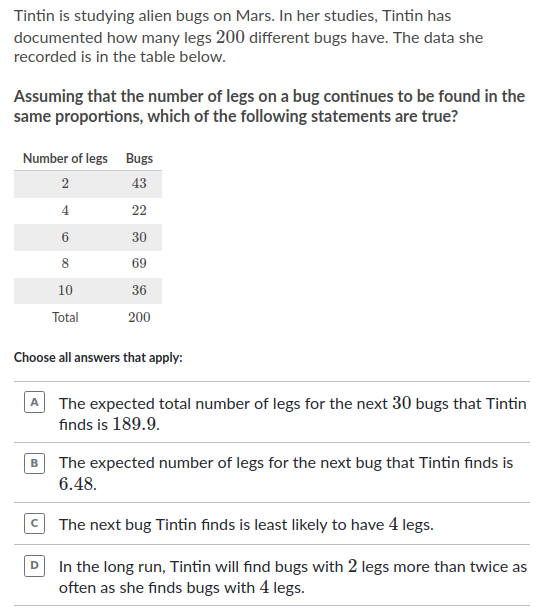 Tintin is studying alien bugs on Mars. In her studies, Tintin has
documented how many legs 200 different bugs have. The data she
recorded is in the table below.
Assuming that the number of legs on a bug continues to be found in the
same proportions, which of the following statements are true?
Number of legs Bugs
2 43
4 22
6 30
8 69
10 36
Total 200
Choose all answers that apply:
A The expected total number of legs for the next 30 bugs that Tintin
finds is 189.9.
B The expected number of legs for the next bug that Tintin finds is
6.48.
C The next bug Tintin finds is least likely to have 4 legs.
D In the long run, Tintin will find bugs with 2 legs more than twice as
often as she finds bugs with 4 legs.